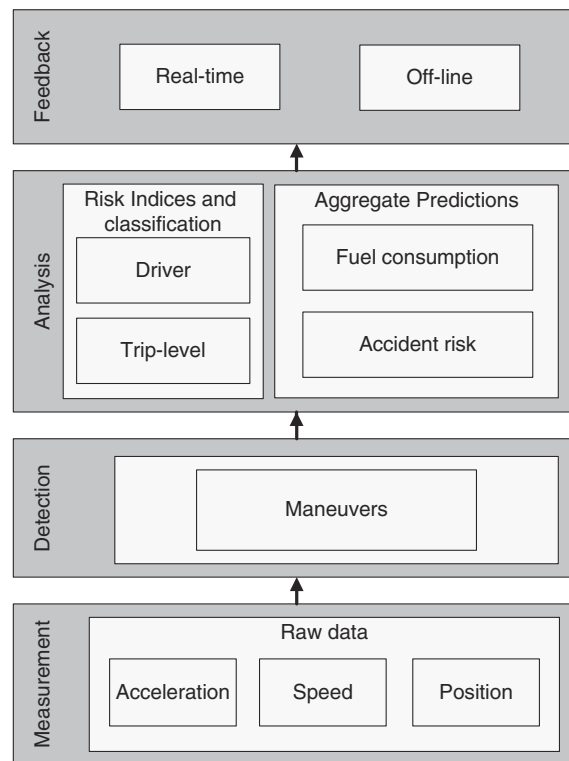 Feedback
Real-time
Off-line
Analysis
Risk Indices and
classification
Driver
Trip-level
Aggregate Predictions
Fuel consumption
Accident risk
Detection
Maneuvers
Measurement
Raw data
Acceleration
Speed
Position